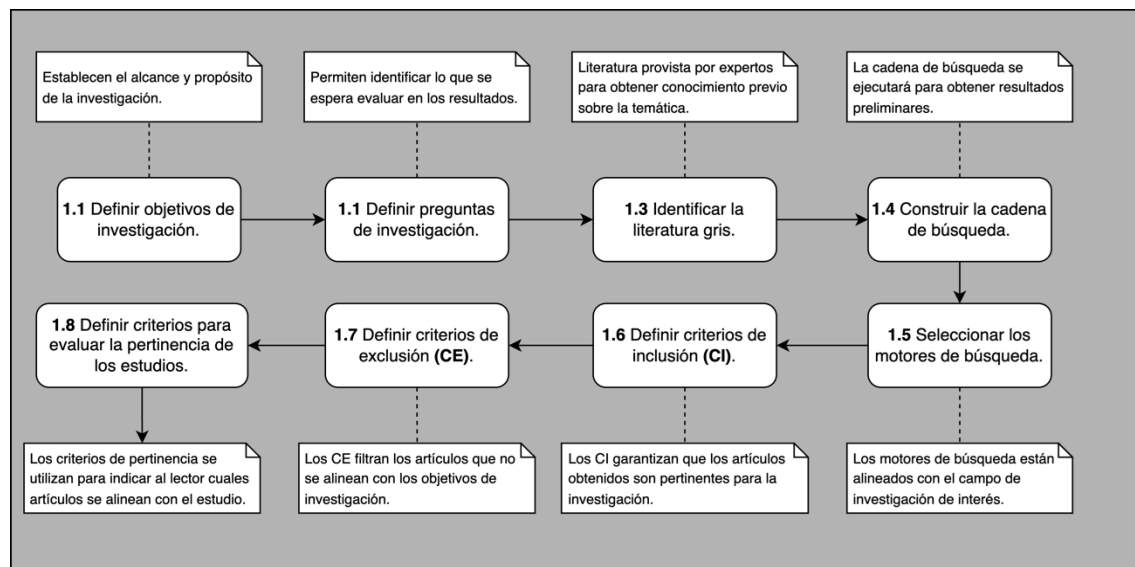 Establecen el alcance y propósito
de la investigación.
Permiten identificar lo que se
espera evaluar en los resultados.
Literatura provista por expertos
para obtener conocimiento previo
sobre la temática.
La cadena de búsqueda se
ejecutará para obtener resultados
preliminares.
1.1 Definir objetivos de
investigación.
1.1 Definir preguntas
de investigación.
1.3 Identificar la
literatura gris.
1.4 Construir la cadena
de búsqueda.
1.8 Definir criterios para
evaluar la pertinencia de
los estudios.
1.7 Definir criterios de
exclusión (CE).
1.6 Definir criterios de
inclusión (CI).
1.5 Seleccionar los
motores de búsqueda.
Los criterios de pertinencia se
utilizan para indicar al lector cuales
artículos se alinean con el estudio.
Los CE filtran los artículos que no
se alinean con los objetivos de
investigación.
Los CI garantizan que los artículos
obtenidos son pertinentes para la
investigación.
Los motores de búsqueda están
alineados con el campo de
investigación de interés.